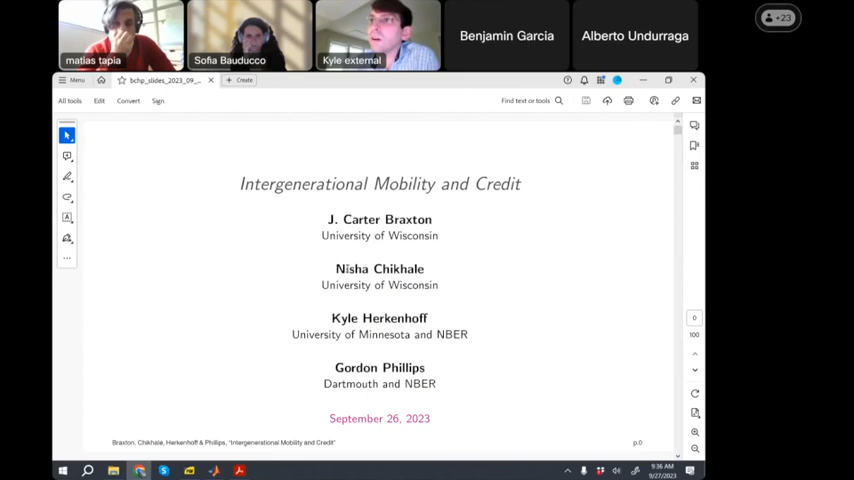 matias tapia
Sofia Bauducco
Kyle external
Benjamin Garcia
Alberto Undurraga
+23
Menu
bchp_slides_2023_09_...
Create
All tools
Edit
Convert
Sign
Find text or tools
Intergenerational Mobility and Credit
J. Carter Braxton
University of Wisconsin
Nisha Chikhale
University of Wisconsin
Kyle Herkenhoff
University of Minnesota and NBER
Gordon Phillips
Dartmouth and NBER
September 26, 2023
Braxton, Chikhale, Herkenhoff & Phillips, "Intergenerational Mobility and Credit"
p.0
0
100
9:36 AM
9/27/2023